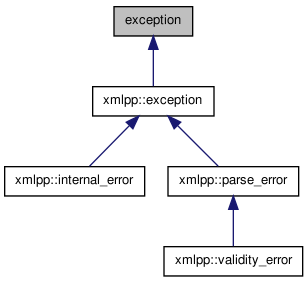 exception
xmlpp::exception
xmlpp::internal_error
xmlpp::parse_error
xmlpp::validity_error